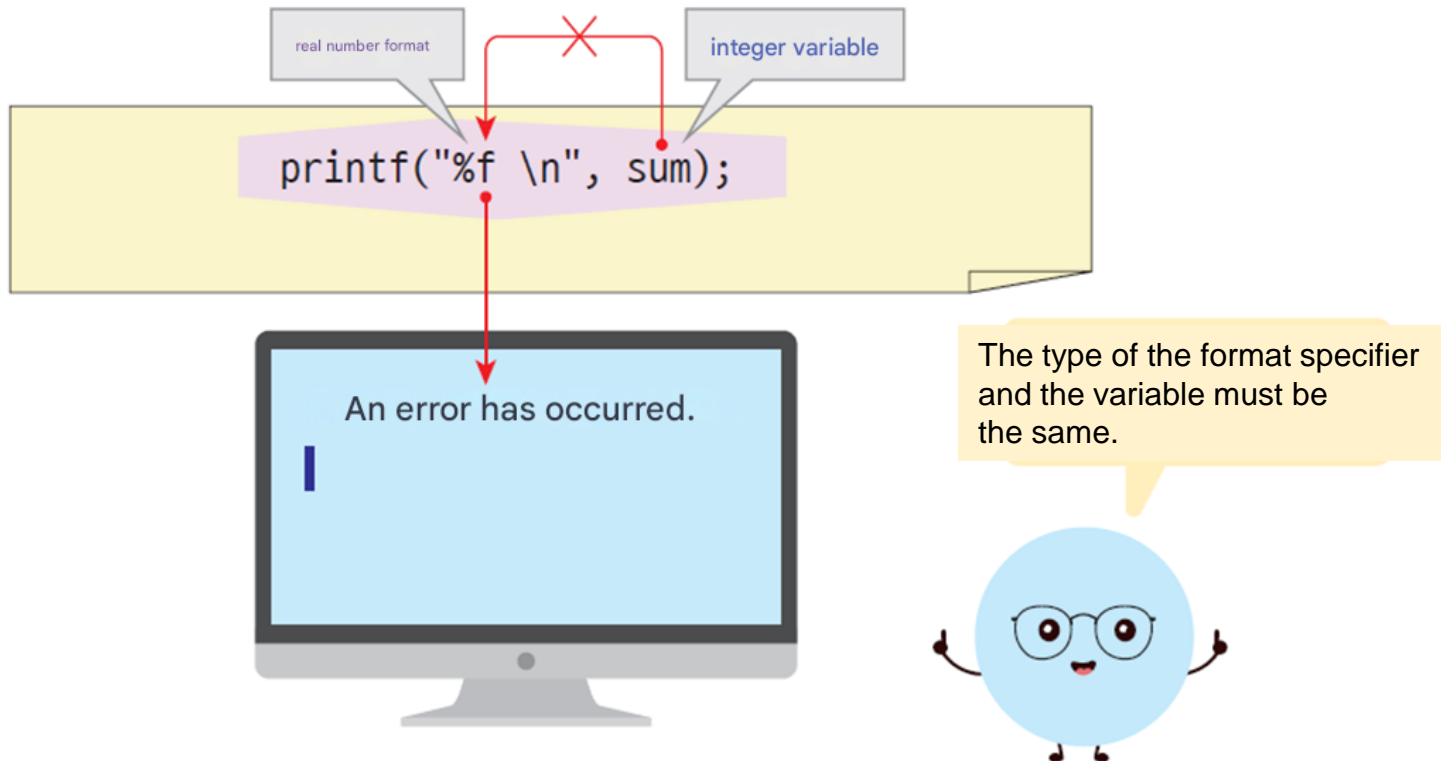 real number format
integer variable
printf("%f \n", sum);
An error has occurred.
The type of the format specifier
and the variable must be
the same.